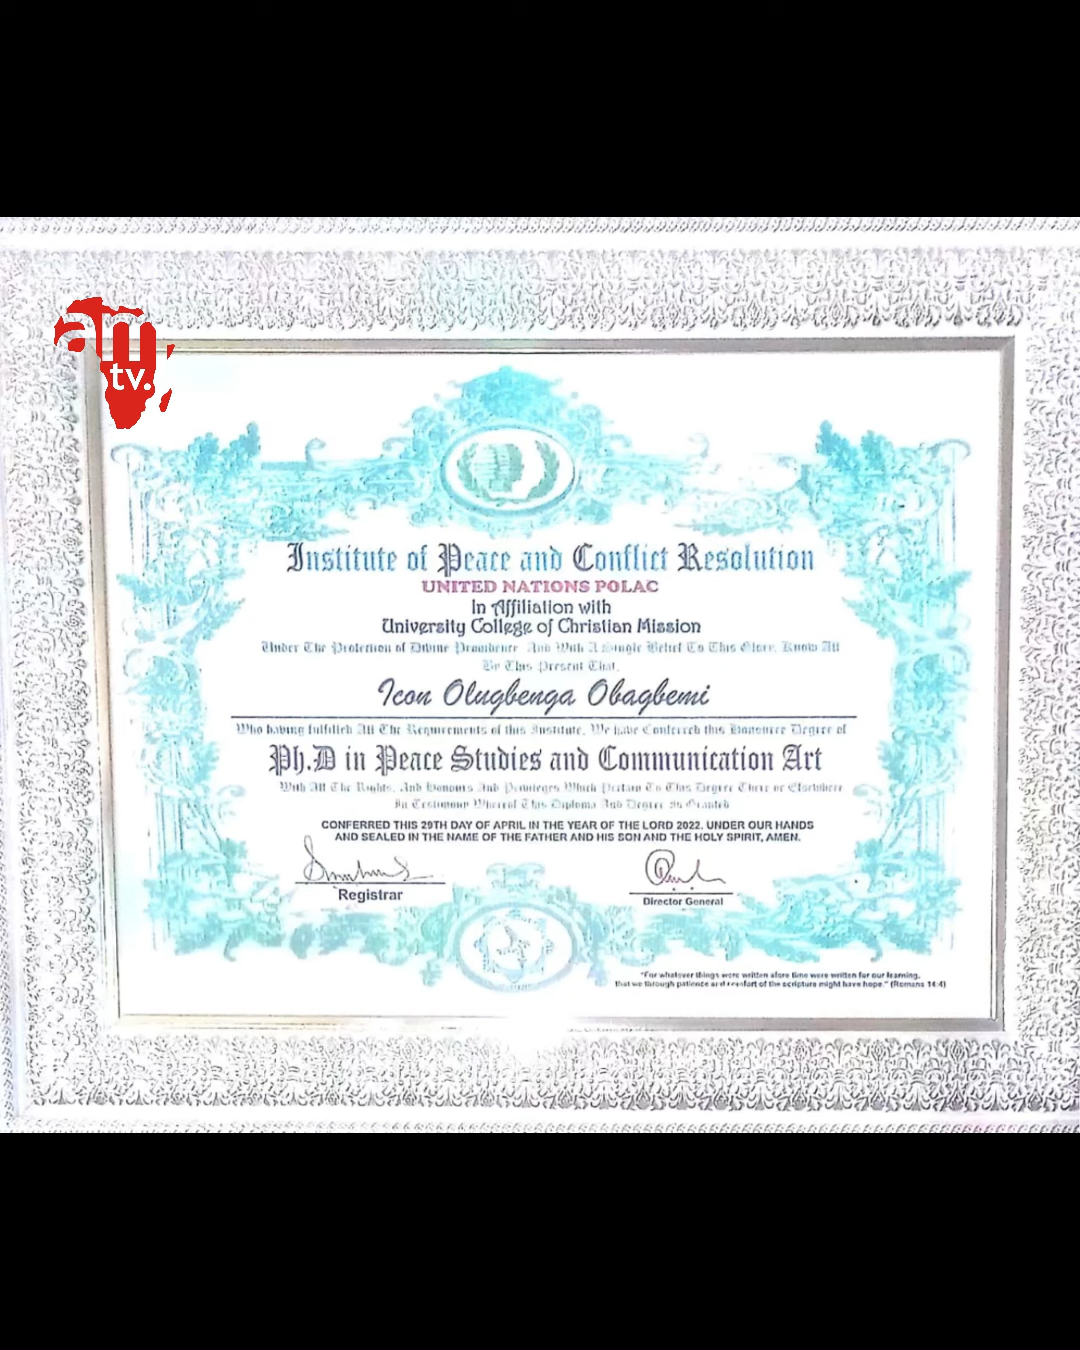 atu
tv.
Institute of Peace and Conflict Resolution
UNITED NATIONS POLAC
In Affiliation with
University College of Christian Mission
Under The Protection of Divine Providence And With A Single Belief To This Glory, Know All
By This Present That,
Icon Olugbenga Obagbemi
Who having fulfilled All The Requirements of this Institute, We have Conferred this Degree of
Ph.D in Peace Studies and Communication Art
With All The Rights, And Honours And Privileges Which Pertain To This Degree There or Elsewhere
In Testimony Whereof This Diploma And Degree Is Granted
CONFERRED THIS 29TH DAY OF APRIL IN THE YEAR OF THE LORD 2022. UNDER OUR HANDS
AND SEALED IN THE NAME OF THE FATHER AND HIS SON AND THE HOLY SPIRIT, AMEN.
Registrar
Director General
"For whatever things were written afore time were written for our learning,
that we through patience and comfort of the scripture might have hope." (Romans 14:4)